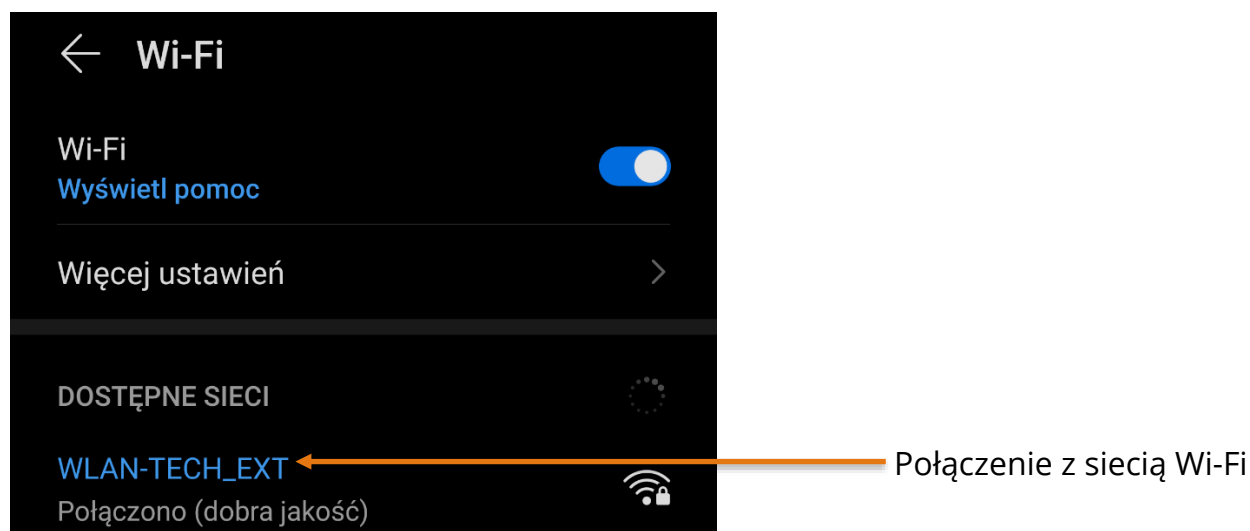 Wi-Fi
Wi-Fi
Wyświetl pomoc
Więcej ustawień
DOSTĘPNE SIECI
WLAN-TECH_EXT
Połączenie z siecią Wi-Fi
Połączono (dobra jakość)